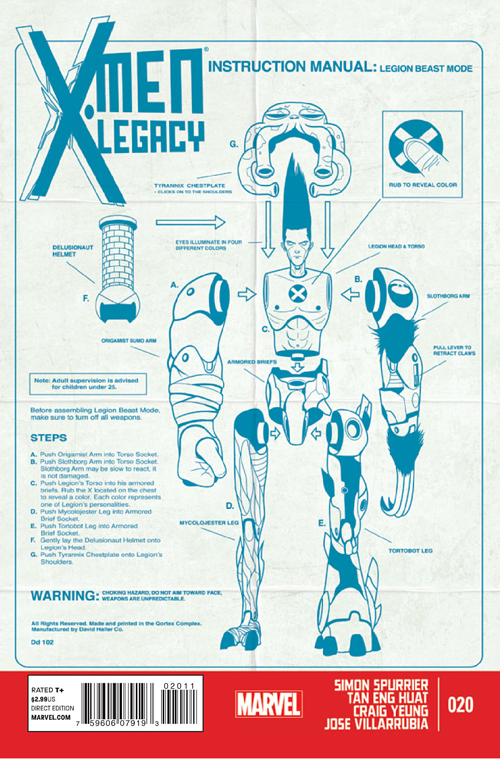 X-MEN
LEGACY
INSTRUCTION MANUAL: LEGION BEAST MODE
G.
TYRANNIX CHESTPLATE
• CLICKS ON TO THE SHOULDERS
RUB TO REVEAL COLOR
EYES ILLUMINATE IN FOUR
DIFFERENT COLORS
LEGION HEAD & TORSO
DELUSIONAUT
HELMET
F.
A.
B.
SLOTHBORG ARM
C.
ORIGAMIST SUMO ARM
PULL LEVER TO
RETRACT CLAWS
ARMORED BRIEFS
Note: Adult supervision is advised
for children under 25.
Before assembling Legion Beast Mode,
make sure to turn off all weapons.
STEPS
A. Push Origamist Arm into Torso Socket.
B. Push Slothborg Arm into Torso Socket.
Slothborg Arm may be slow to react, it
is not damaged.
C. Push Legion's Torso into his armored
briefs. Rub the X located on the chest
to reveal a color. Each color represents
one of Legion's personalities.
D. Push Mycolojester Leg into Armored
Brief Socket.
E. Push Tortobot Leg into Armored
Brief Socket.
F. Gently lay the Delusionaut Helmet onto
Legion's Head.
G. Push Tyrannix Chestplate onto Legion's
Shoulders.
D.
MYCOLOJESTER LEG
E.
TORTOBOT LEG
WARNING: CHOKING HAZARD, DO NOT AIM TOWARD FACE,
WEAPONS ARE UNPREDICTABLE.
All Rights Reserved. Made and printed in the Qortex Complex.
Manufactured by David Haller Co.
Dd 102
RATED T+
$2.99US
DIRECT EDITION
MARVEL.COM
02011
7 59606 07919 3
MARVEL
SIMON SPURRIER
TAN ENG HUAT
CRAIG YEUNG
JOSE VILLARRUBIA
020